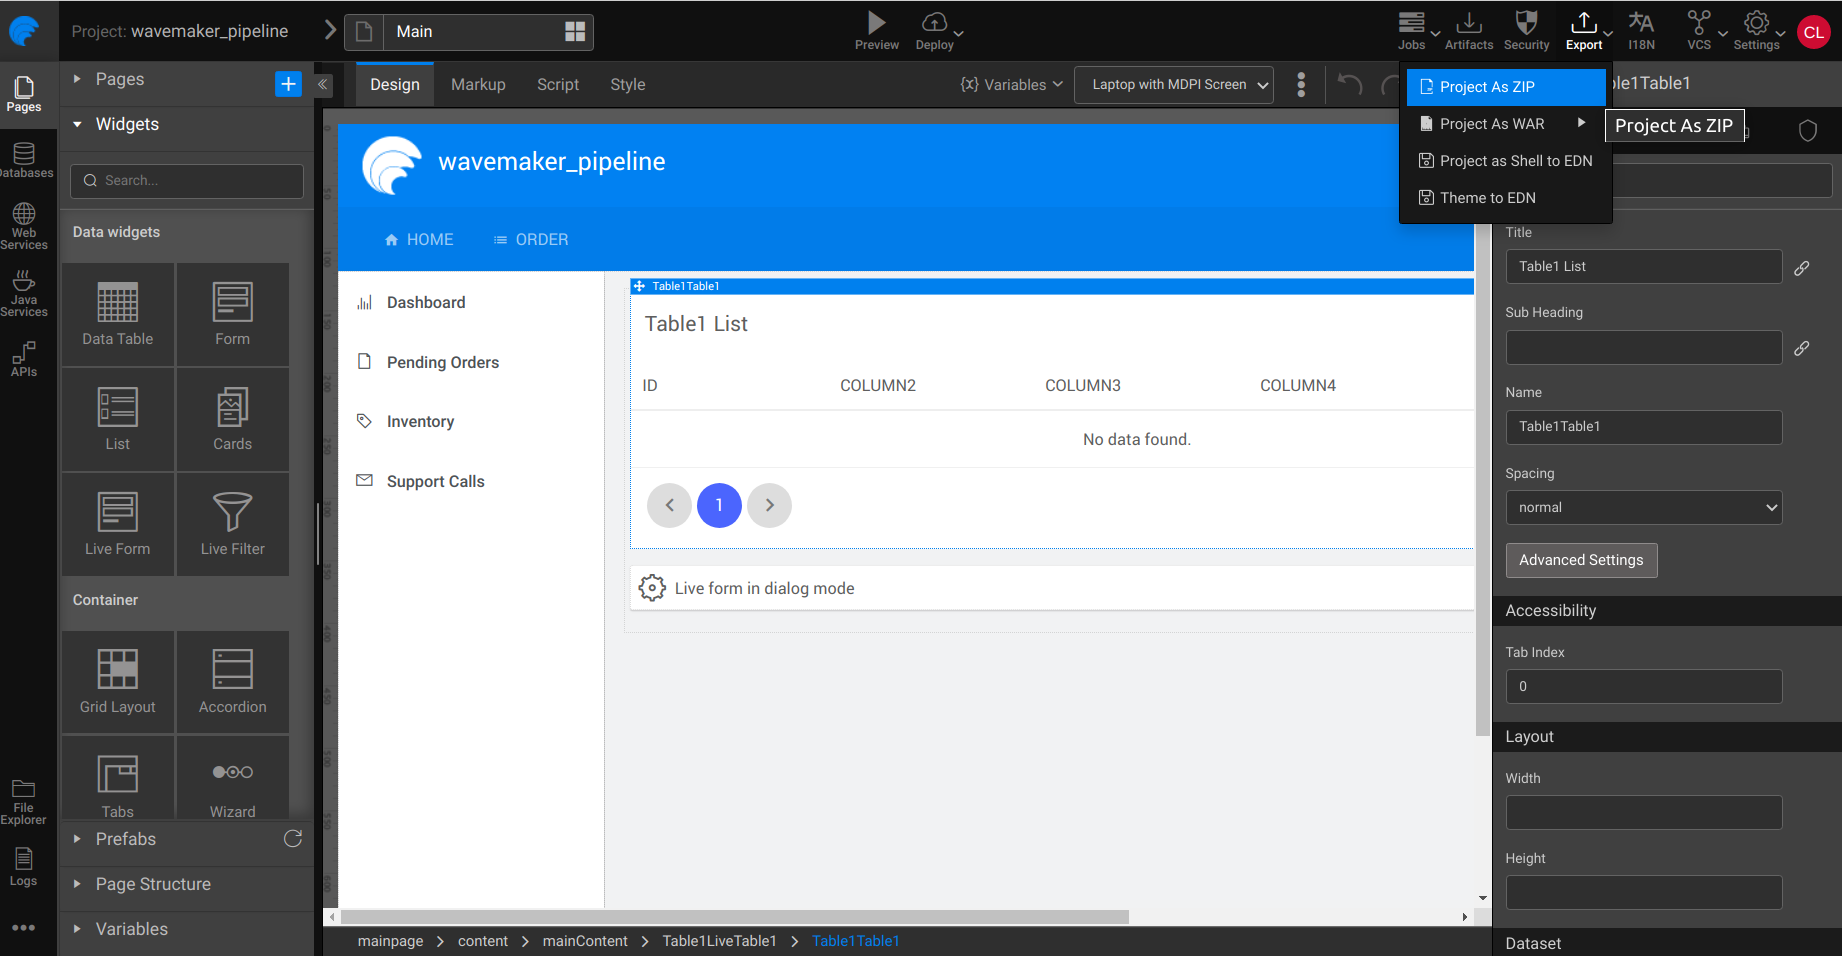 Project: wavemaker_pipeline
Main
Preview
Deploy
Jobs
Artifacts
Security
Export
I18N
VCS
Settings
CL
Pages
Databases
Web
Services
Java
Services
APIs
File
Explorer
Logs
Pages
Widgets
Search...
Data widgets
Data Table
Form
List
Cards
Live Form
Live Filter
Container
Grid Layout
Accordion
Tabs
Wizard
Prefabs
Page Structure
Variables
Design
Markup
Script
Style
{x} Variables
Laptop with MDPI Screen
Project As ZIP
Project As WAR
Project as Shell to EDN
Theme to EDN
Project As ZIP
ble1Table1
wavemaker_pipeline
HOME
ORDER
Dashboard
Pending Orders
Inventory
Support Calls
Table1Table1
Table1 List
ID
COLUMN2
COLUMN3
COLUMN4
No data found.
1
Live form in dialog mode
mainpage
content
mainContent
Table1LiveTable1
Table1Table1
Title
Table1 List
Sub Heading
Name
Table1Table1
Spacing
normal
Advanced Settings
Accessibility
Tab Index
0
Layout
Width
Height
Dataset